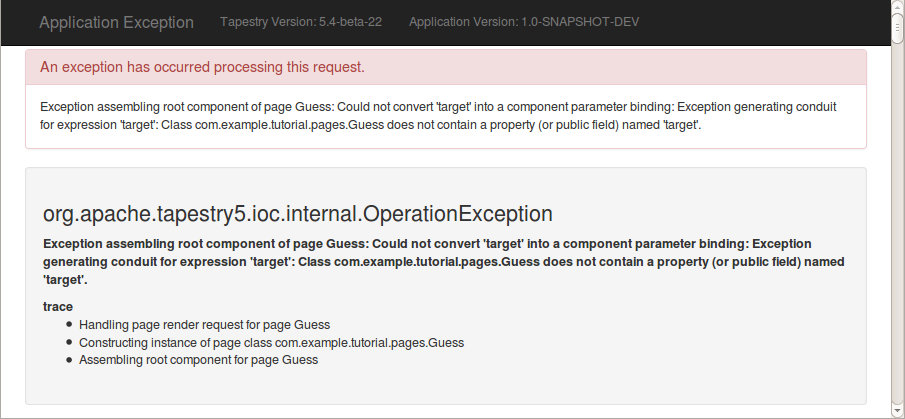 Application Exception Tapestry Version: 5.4-beta-22 Application Version: 1.0-SNAPSHOT-DEV
An exception has occurred processing this request.
Exception assembling root component of page Guess: Could not convert 'target' into a component parameter binding: Exception generating conduit
for expression 'target': Class com.example.tutorial.pages.Guess does not contain a property (or public field) named 'target'.
org.apache.tapestry5.ioc.internal.OperationException
Exception assembling root component of page Guess: Could not convert 'target' into a component parameter binding: Exception
generating conduit for expression 'target': Class com.example.tutorial.pages.Guess does not contain a property (or public field) named
'target'.
trace
• Handling page render request for page Guess
• Constructing instance of page class com.example.tutorial.pages.Guess
• Assembling root component for page Guess